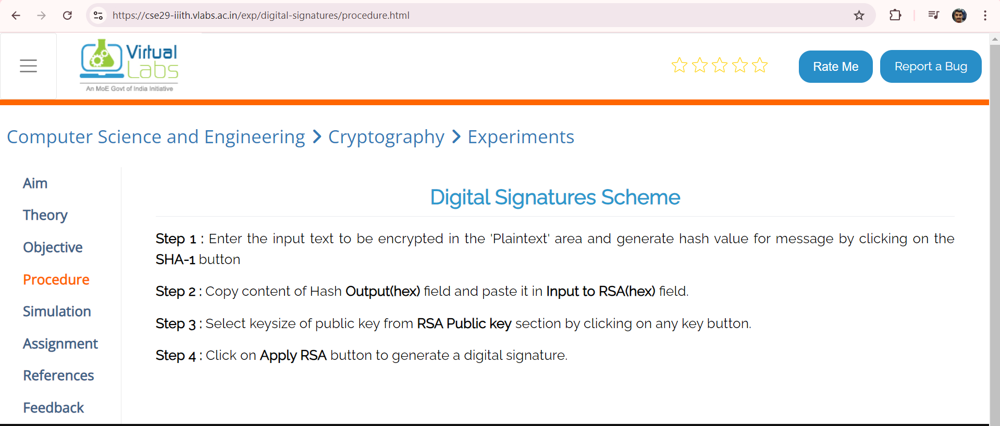 https://cse29-iiith.vlabs.ac.in/exp/digital-signatures/procedure.html
Virtual
Labs
An MoE Govt of India Initiative
Rate Me
Report a Bug
Computer Science and Engineering > Cryptography > Experiments
Aim
Theory
Objective
Procedure
Simulation
Assignment
References
Feedback
Digital Signatures Scheme
Step 1 : Enter the input text to be encrypted in the 'Plaintext' area and generate hash value for message by clicking on the
SHA-1 button
Step 2 : Copy content of Hash Output(hex) field and paste it in Input to RSA(hex) field.
Step 3 : Select keysize of public key from RSA Public key section by clicking on any key button.
Step 4 : Click on Apply RSA button to generate a digital signature.